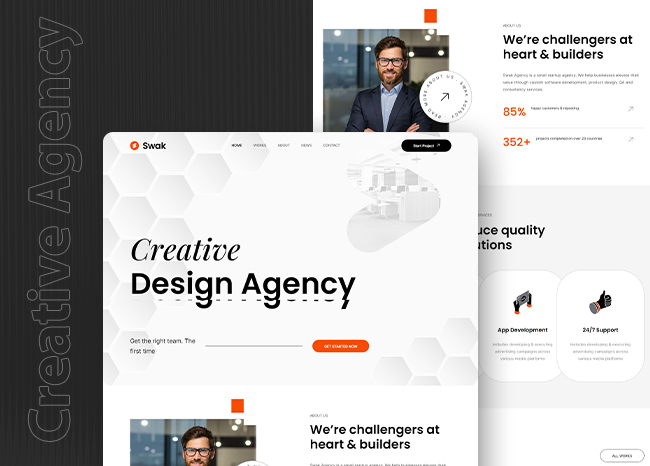 Creative Agency
ABOUT US
We're challengers at
heart & builders
Swak Agency is a small startup agency. We help businesses elevate their
value through custom software development, product design, QA and
consultancy services.
85%
happy customers & repeating
352+
projects completed in over 20 countries
READ MORE ABOUT US - SWAK AGENCY -
Swak
HOME
WORKS
ABOUT
NEWS
CONTACT
Start Project
Creative
Design Agency
Get the right team. The
first time
GET STARTED NOW
SERVICES
uce quality
utions
App Development
Includes developing & executing
advertising campaigns across
various media platforms
24/7 Support
Includes developing & executing
advertising campaigns across
various media platforms
ABOUT US
We're challengers at
heart & builders
Swak Agency is a small startup agency. We help businesses elevate their
ALL WORKS